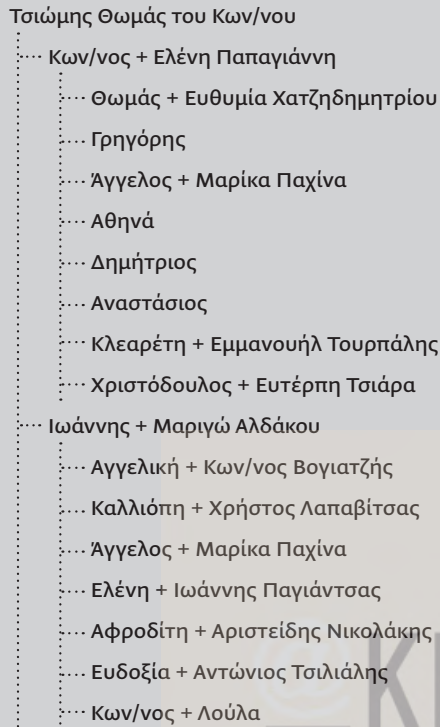 Τσιώμης Θωμάς του Κων/νου
Κων/νος + Ελένη Παπαγιάννη
Θωμάς + Ευθυμία Χατζηδημητρίου
Γρηγόρης
Άγγελος + Μαρίκα Παχίνα
Αθηνά
Δημήτριος
Αναστάσιος
Κλεαρέτη + Εμμανουήλ Τουρπάλης
Χριστόδουλος + Ευτέρπη Τσιάρα
Ιωάννης + Μαριγώ Αλδάκου
Αγγελική + Κων/νος Βογιατζής
Καλλιόπη + Χρήστος Λαπαβίτσας
Άγγελος + Μαρίκα Παχίνα
Ελένη + Ιωάννης Παγιάντσας
Αφροδίτη + Αριστείδης Νικολάκης
Ευδοξία + Αντώνιος Τσιλιάλης
Κων/νος + Λούλα